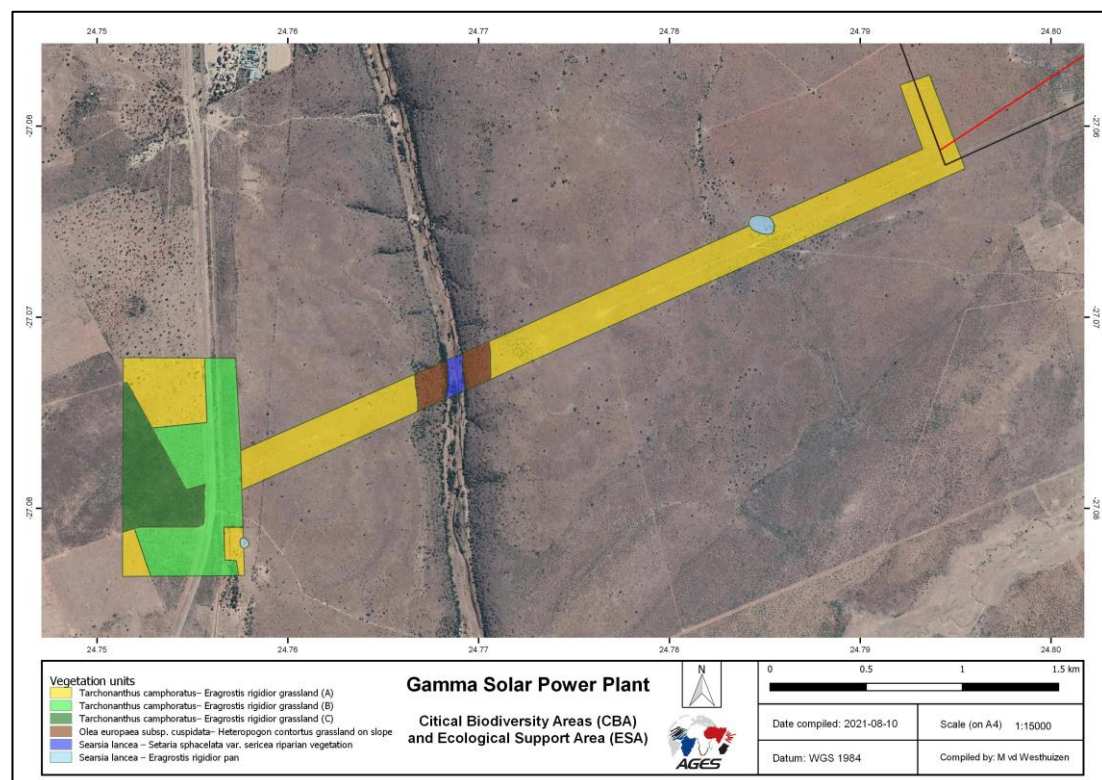 24.75 24.76 24.77 24.78 24.79 24.80
-27.06 -27.06
-27.07 -27.07
-27.08 -27.08
24.75 24.76 24.77 24.78 24.79 24.80
Vegetation units
Tarchonanthus camphoratus– Eragrostis rigidior grassland (A)
Tarchonanthus camphoratus– Eragrostis rigidior grassland (B)
Tarchonanthus camphoratus– Eragrostis rigidior grassland (C)
Olea europaea subsp. cuspidata– Heteropogon contortus grassland on slope
Searsia lancea – Setaria sphacelata var. sericea riparian vegetation
Searsia lancea – Eragrostis rigidior pan
Gamma Solar Power Plant
Citical Biodiversity Areas (CBA)
and Ecological Support Area (ESA)
N
AGES
0 0.5 1 1.5 km
Date compiled: 2021-08-10
Scale (on A4) 1:15000
Datum: WGS 1984
Compiled by: M vd Westhuizen